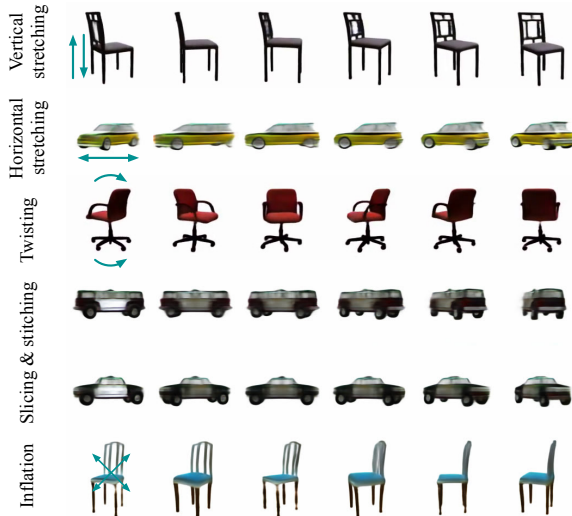 Vertical
stretching
Horizontal
stretching
Twisting
Slicing & stitching
Inflation